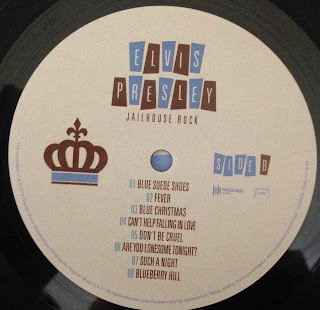 ELVIS
PRESLEY
JAILHOUSE ROCK
SIDE B
01 BLUE SUEDE SHOES
02 FEVER
03 BLUE CHRISTMAS
04 CAN'T HELP FALLING IN LOVE
05 DON'T BE CRUEL
06 ARE YOU LONESOME TONIGHT?
07 SUCH A NIGHT
08 BLUEBERRY HILL